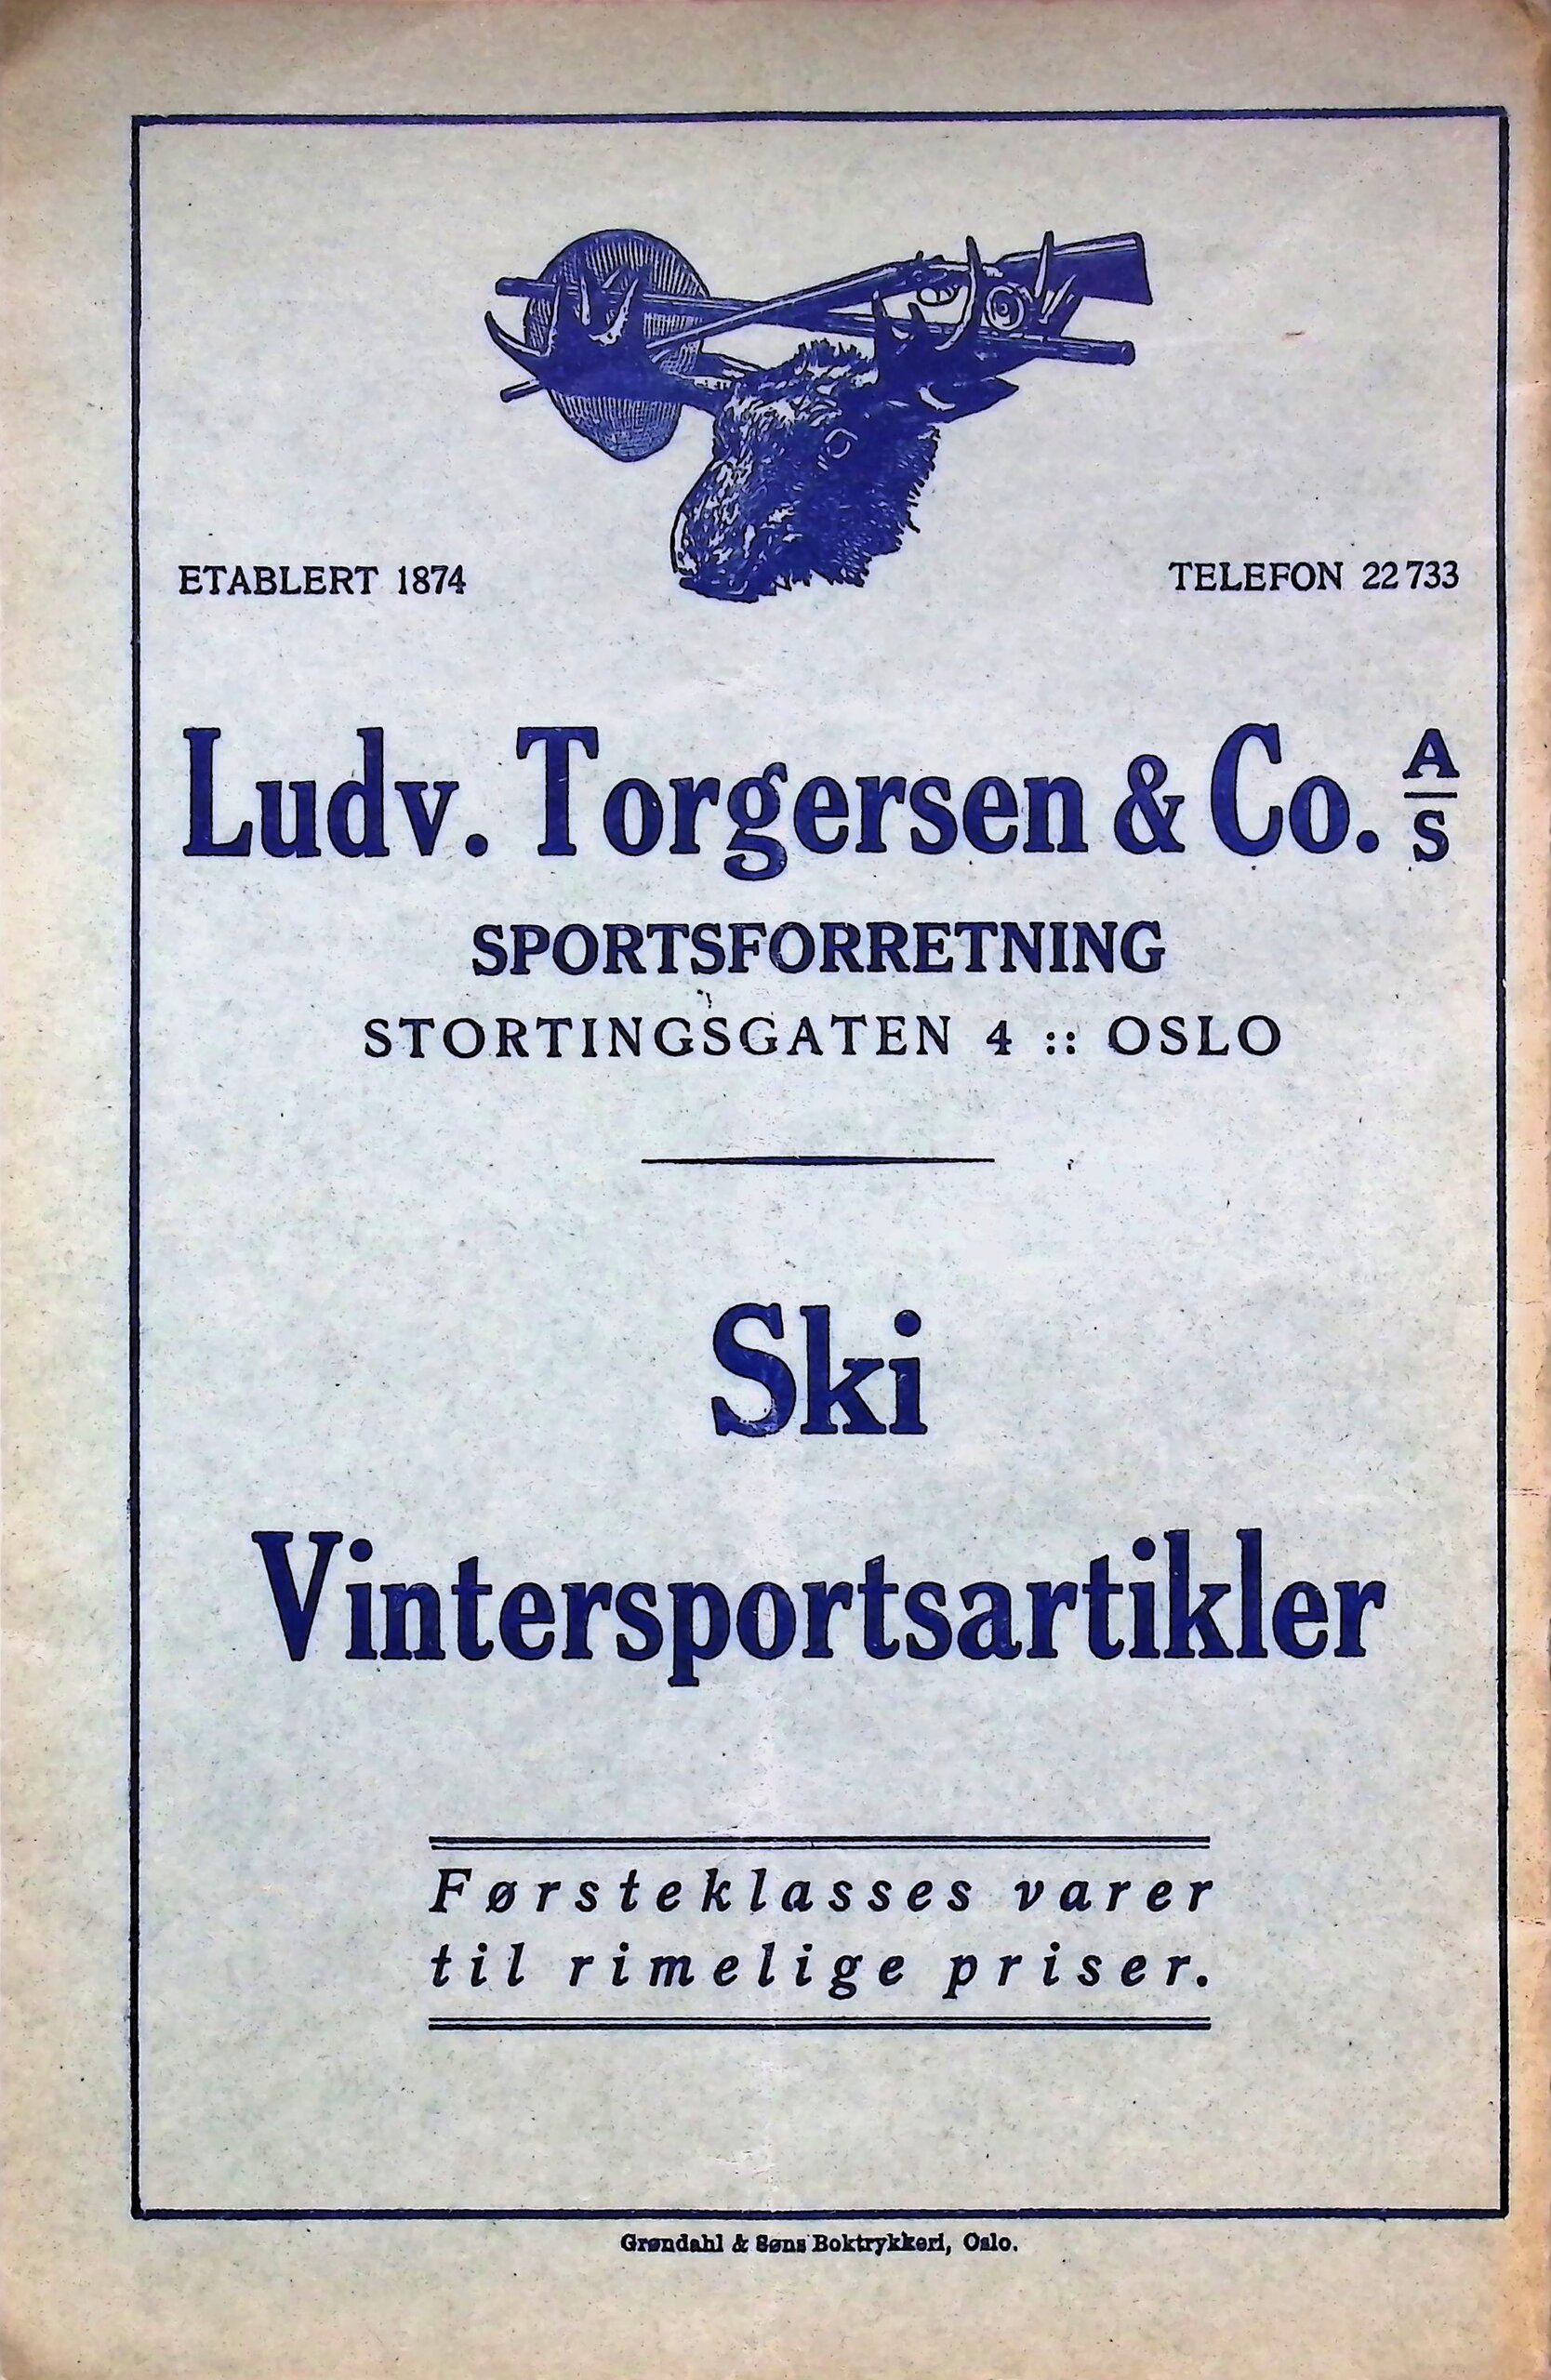 ETABLERT 1874
TELEFON 22733
Ludv. Torgersen & Co. A/S
SPORTSFORRETNING
STORTINGSGATEN 4 :: OSLO
Ski
Vintersportsartikler
Førsteklasses varer
til rimelige priser.
Grøndahl & Søns Boktrykkeri, Oslo.